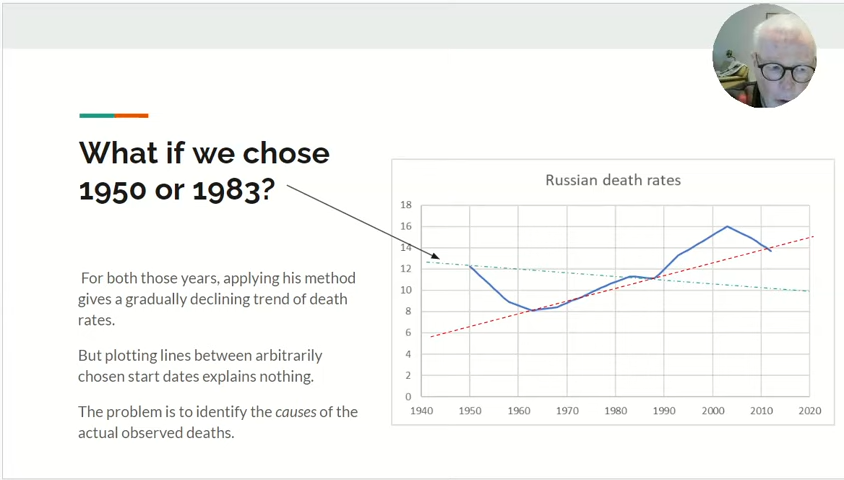 What if we chose
1950 or 1983?
For both those years, applying his method
gives a gradually declining trend of death
rates.
But plotting lines between arbitrarily
chosen start dates explains nothing.
The problem is to identify the causes of the
actual observed deaths.
Russian death rates
18
16
14
12
10
8
6
4
2
0
1940 1950 1960 1970 1980 1990 2000 2010 2020